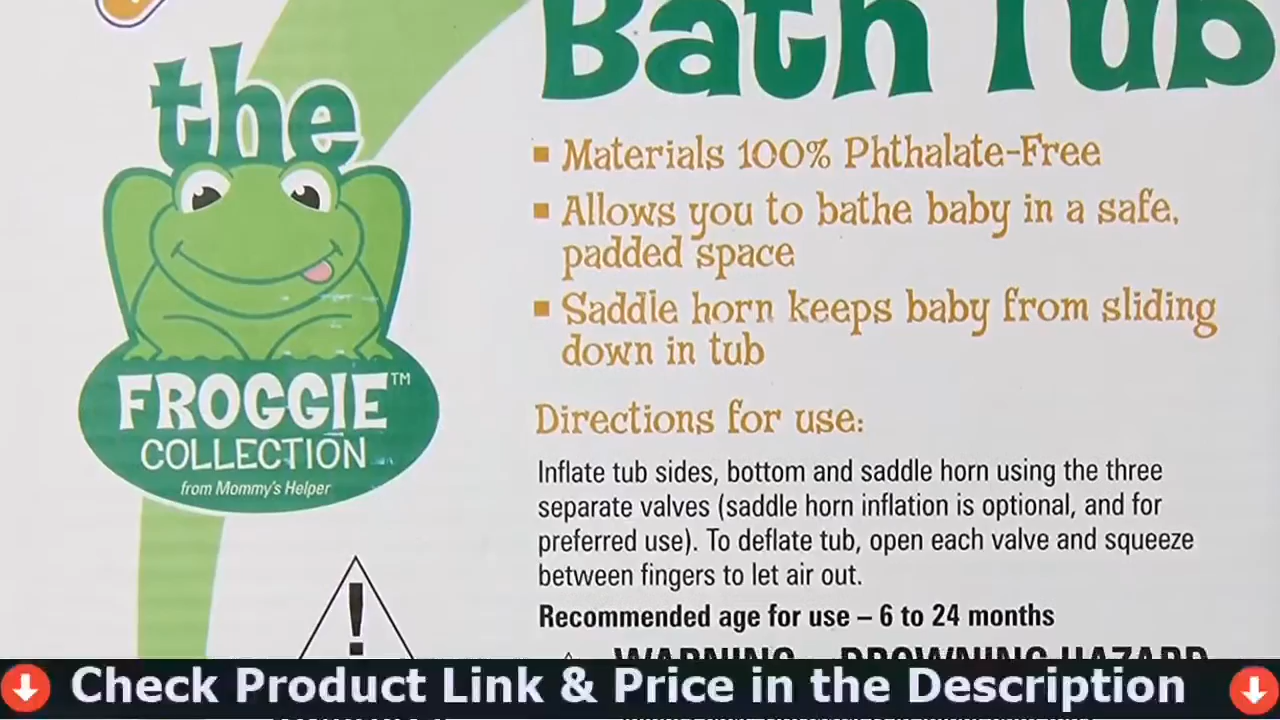 Bath Tub
the
FROGGIE™
COLLECTION
from Mommy's Helper
▪ Materials 100% Phthalate-Free
▪ Allows you to bathe baby in a safe,
padded space
▪ Saddle horn keeps baby from sliding
down in tub
Directions for use:
Inflate tub sides, bottom and saddle horn using the three
separate valves (saddle horn inflation is optional, and for
preferred use). To deflate tub, open each valve and squeeze
between fingers to let air out.
Recommended age for use – 6 to 24 months
!
WARNING – DROWNING HAZARD
Check Product Link & Price in the Description